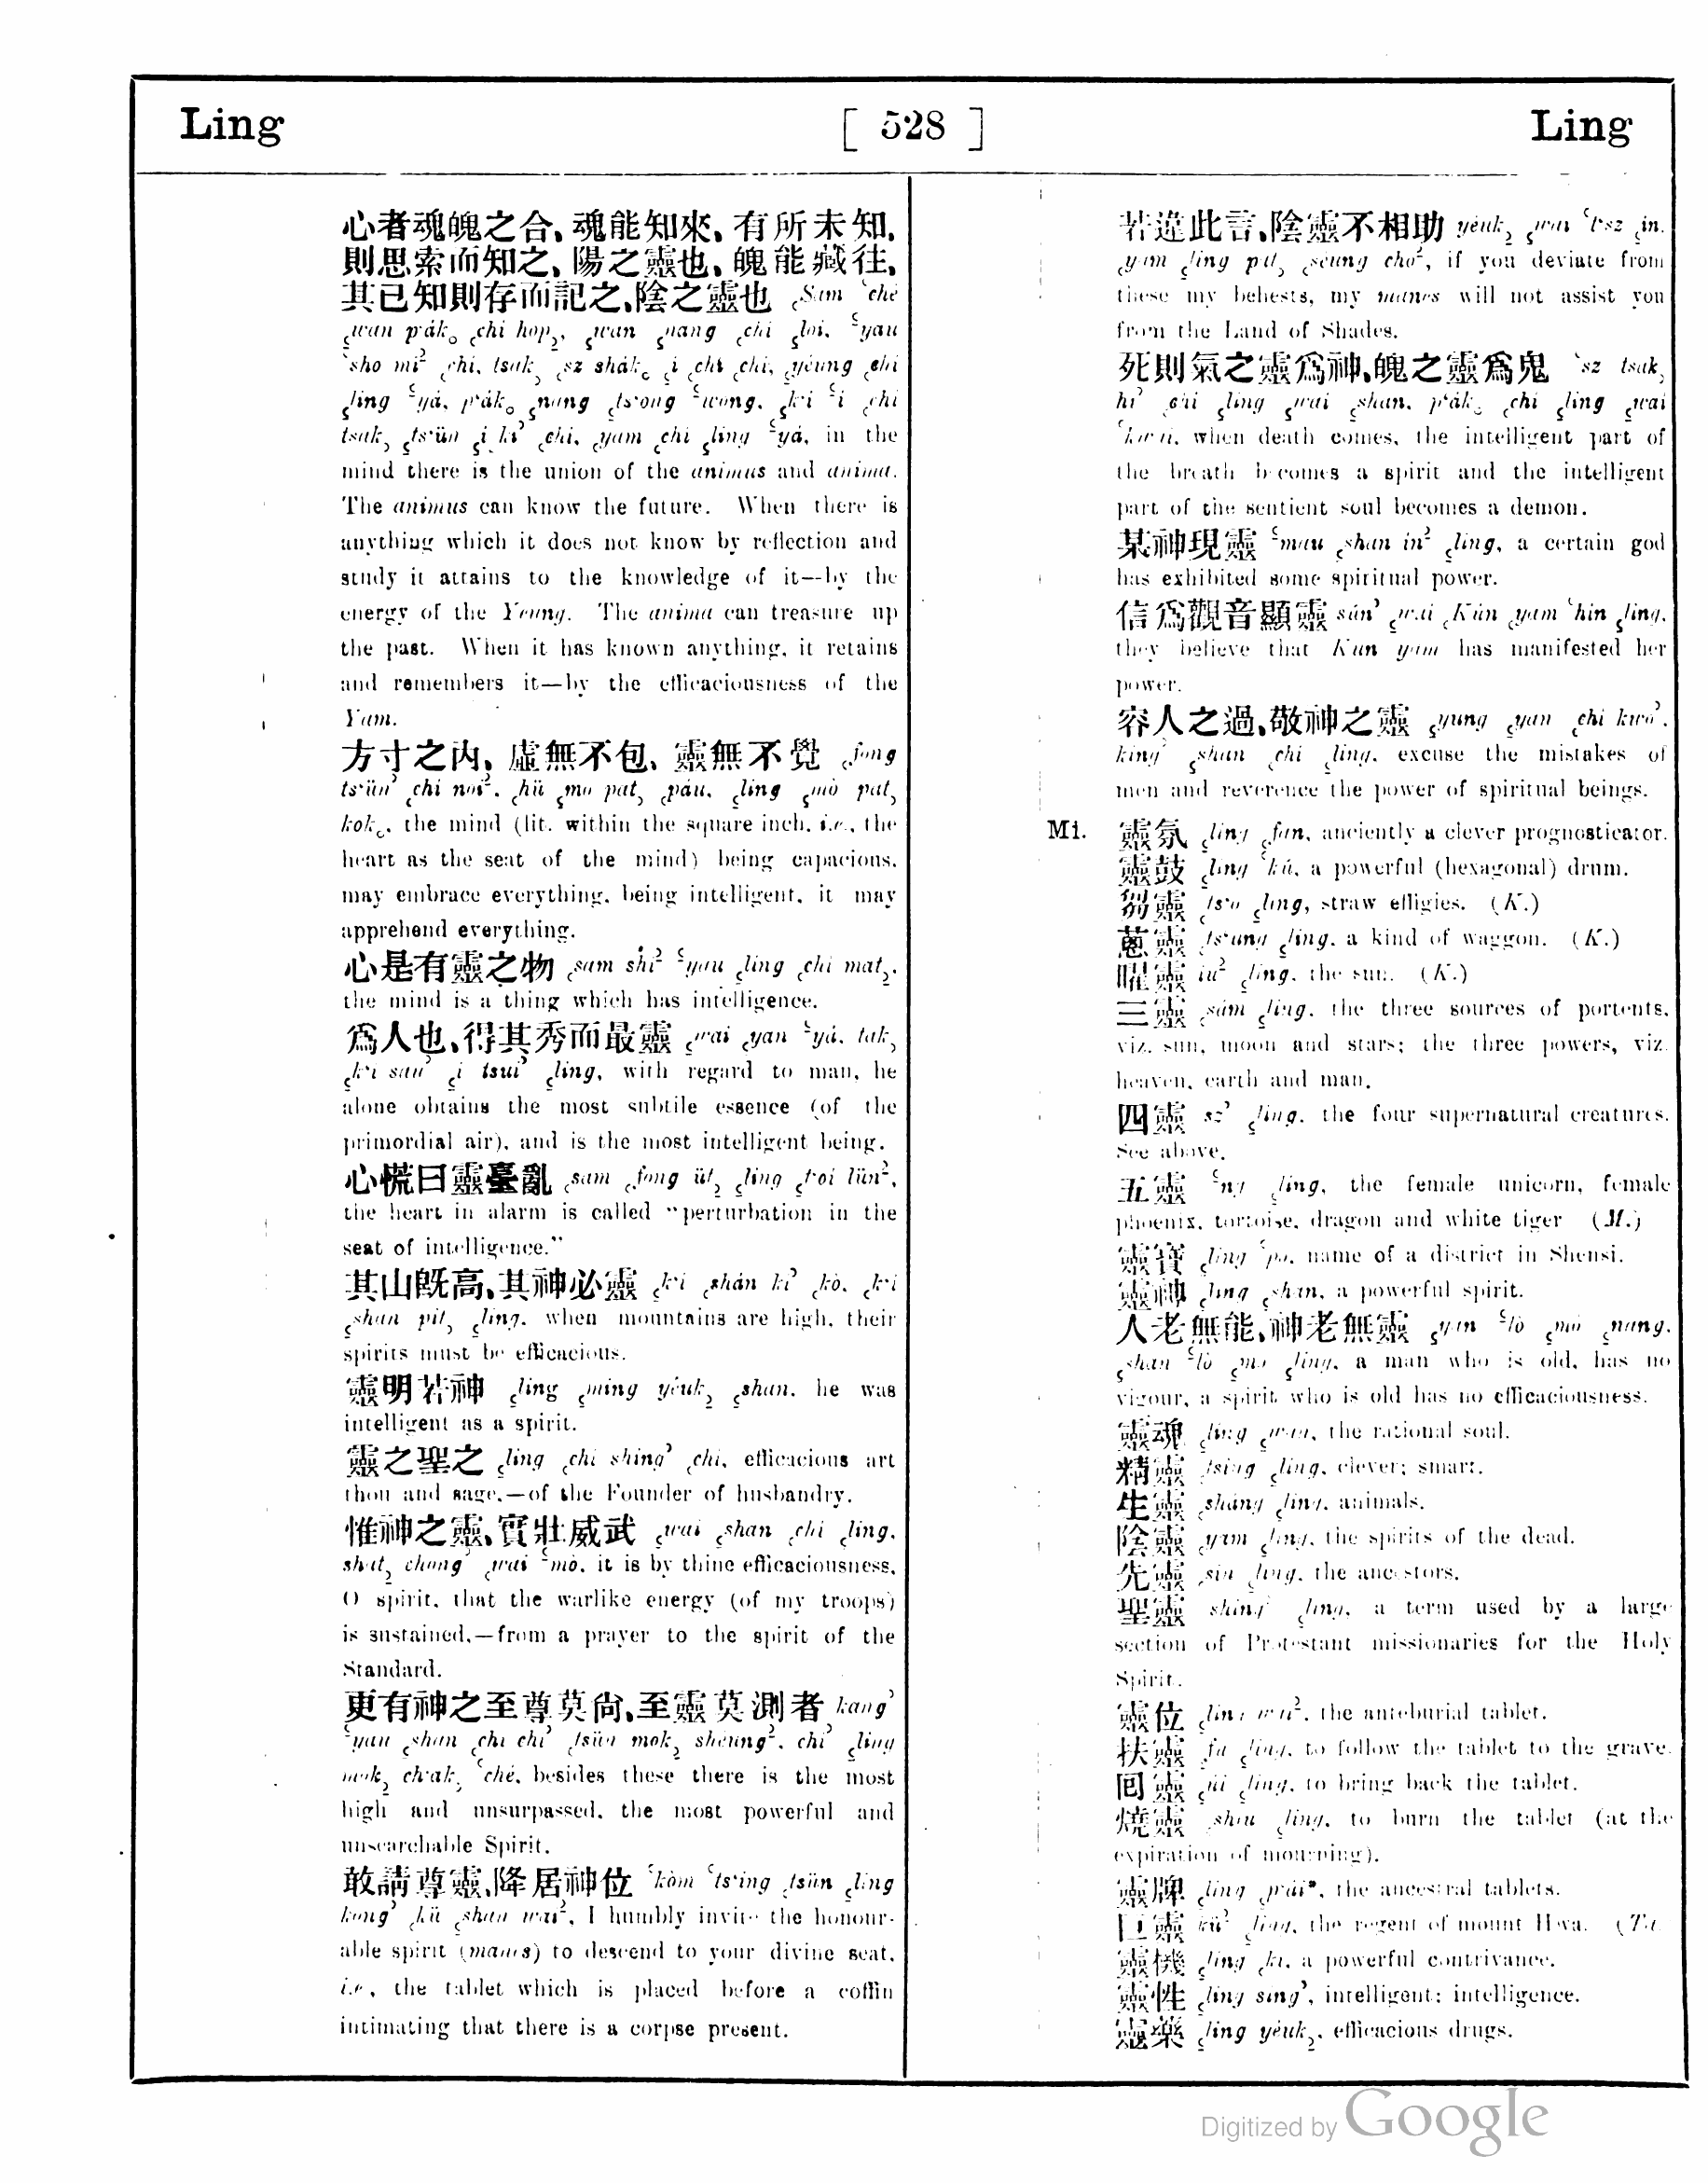 Ling
[ 528 ]
Ling
心者魂魄之合、魂能知來、有所未知、
則思索而知之、陽之靈也、魄能藏往、
其已知則存而記之、陰之靈也 ꜀Sam ꜂ché
꜁wan p‘ák꜀ ꜀chi hop꜇, ꜁wan ꜁nang ꜀chi ꜁loi, ꜃yau
꜂sho mí² ꜀chi, tsak꜆ ꜀sz shák꜀ ꜁i ꜀chi ꜀chi, ꜁yéung ꜀chi
꜁ling ꜃yá, p‘ák꜀ ꜁nang ꜁ts‘ong ꜃wong, ꜁k‘i ꜃i ꜀chi
tsak꜆ ꜁ts‘ün ꜁i kí꜄ ꜀chi, ꜀yam ꜀chi ꜁ling ꜃yá, in the
mind there is the union of the animus and anima.
The animus can know the future. When there is
anything which it does not know by reflection and
study it attains to the knowledge of it—by the
energy of the Yeung. The anima can treasure up
the past. When it has known anything, it retains
and remembers it—by the efficaciousness of the
Yam.
方寸之內、虛無不包、靈無不覺 ꜀fong
ts‘ün꜄ ꜀chi noi², ꜀hü ꜁mo pat꜆ ꜀páu, ꜁ling ꜁mò pat꜆
kok꜀, the mind (lit. within the square inch, i.e., the
heart as the seat of the mind) being capacious,
may embrace everything, being intelligent, it may
apprehend everything.
心是有靈之物 ꜀sam shi² ꜃yau ꜁ling ꜀chi mat꜇,
the mind is a thing which has intelligence.
爲人也、得其秀而最靈 ꜁wai ꜁yan ꜃yá, tak꜆
꜁k‘i sau꜄ ꜁i tsui꜄ ꜁ling, with regard to man, he
alone obtains the most subtile essence (of the
primordial air), and is the most intelligent being.
心慌曰靈臺亂 ꜀sam ꜀fong üt꜇ ꜁ling ꜁t‘oi lün²,
the heart in alarm is called "perturbation in the
seat of intelligence."
其山旣高、其神必靈 ꜁k‘i ꜀shán kí꜄ ꜀kò, ꜁k‘i
꜁shan pít꜆ ꜁ling, when mountains are high, their
spirits must be efficacious.
靈明若神 ꜁ling ꜁ming yéuk꜇ ꜁shan, he was
intelligent as a spirit.
靈之聖之 ꜁ling ꜀chi shing꜄ ꜀chi, efficacious art
thou and sage,—of the Founder of husbandry.
惟神之靈、實壯威武 ꜁wai ꜁shan ꜀chi ꜁ling,
shat꜇ chong꜄ ꜀wai ꜃mò, it is by thine efficaciousness,
O spirit, that the warlike energy (of my troops)
is sustained,—from a prayer to the spirit of the
Standard.
更有神之至尊莫尙、至靈莫測者 kang꜄
꜃yau ꜁shan ꜀chi chí꜄ ꜀tsün mok꜇ shéung², chí꜄ ꜁ling
mok꜇ ch‘ak꜆ ꜂ché, besides these there is the most
high and unsurpassed, the most powerful and
unsearchable Spirit.
敢請尊靈、降居神位 ꜂kòm ꜂ts‘ing ꜀tsün ꜁ling
kong꜄ ꜀kü ꜁shan wai², I humbly invite the honour-
able spirit (manes) to descend to your divine seat,
i.e., the tablet which is placed before a coffin
intimating that there is a corpse present.
若違此言、陰靈不相助 yéuk꜇ ꜁wai ꜂ts‘z ꜁in,
꜀yam ꜁ling pat꜆ ꜀séung cho², if you deviate from
these my behests, my manes will not assist you
from the Land of Shades.
死則氣之靈爲神、魄之靈爲鬼 ꜂sz tsak꜆
hí꜄ ꜀chi ꜁ling ꜁wai ꜁shan, p‘ák꜀ ꜀chi ꜁ling ꜁wai
꜂kwai, when death comes, the intelligent part of
the breath becomes a spirit and the intelligent
part of the sentient soul becomes a demon.
某神現靈 ꜃mau ꜁shan in² ꜁ling, a certain god
has exhibited some spiritual power.
信爲觀音顯靈 sún꜄ ꜁wai ꜀Kún ꜀yam ꜂hin ꜁ling,
they believe that Kun yam has manifested her
power.
容人之過、敬神之靈 ꜁yung ꜁yan ꜀chi kwo꜄,
king꜄ ꜁shan ꜀chi ꜁ling, excuse the mistakes of
men and reverence the power of spiritual beings.
Mi. 靈氛 ꜁ling ꜀fan, anciently a clever prognosticator.
靈鼓 ꜁ling ꜂kú, a powerful (hexagonal) drum.
芻靈 ꜀ts‘o ꜁ling, straw effigies. (K.)
蔥靈 ꜀ts‘ung ꜁ling, a kind of waggon. (K.)
曜靈 iu² ꜁ling, the sun. (K.)
三靈 ꜀sám ꜁ling, the three sources of portents,
viz. sun, moon and stars; the three powers, viz.
heaven, earth and man.
四靈 sz꜄ ꜁ling, the four supernatural creatures.
See above.
五靈 ꜃ng ꜁ling, the female unicorn, female
phoenix, tortoise, dragon and white tiger (M.)
靈寶 ꜁ling ꜂po, name of a district in Shensi.
靈神 ꜁ling ꜁shan, a powerful spirit.
人老無能、神老無靈 ꜁yan ꜃lò ꜁mò ꜁nang,
꜁shan ꜃lò ꜁mo ꜁ling, a man who is old, has no
vigour, a spirit who is old has no efficaciousness.
靈魂 ꜁ling ꜁wan, the rational soul.
精靈 ꜀tsing ꜁ling, clever; smart.
生靈 ꜀sháng ꜁ling, animals.
陰靈 ꜀yam ꜁ling, the spirits of the dead.
先靈 ꜀sin ꜁ling, the ancestors.
聖靈 shing꜄ ꜁ling, a term used by a large
section of Protestant missionaries for the Holy
Spirit.
靈位 ꜁ling wai², the anteburial tablet.
扶靈 ꜁fu ꜁ling, to follow the tablet to the grave.
囘靈 ꜁úi ꜁ling, to bring back the tablet.
燒靈 ꜀shiu ꜁ling, to burn the tablet (at the
expiration of mourning).
靈牌 ꜁ling ꜁p‘ái*, the ancestral tablets.
巨靈 kü² ꜁ling, the regent of mount Hwa.
靈機 ꜁ling ꜀ki, a powerful contrivance.
靈性 ꜁ling sing꜄, intelligent; intelligence.
靈藥 ꜁ling yéuk꜇, efficacious drugs.
Digitized by Google